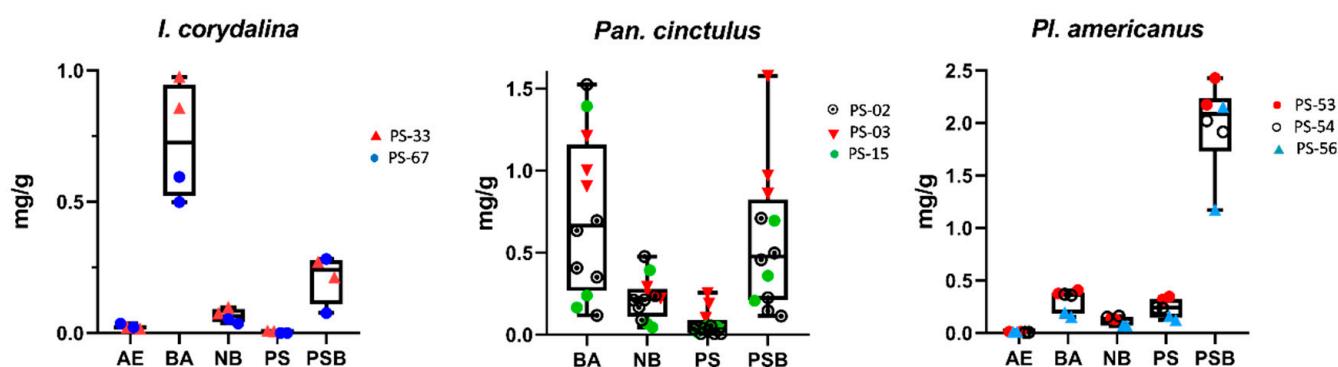 I. corydalina
1.0
0.5
0.0
mg/g
AE BA NB PS PSB
PS-33
PS-67
Pan. cinctulus
1.5
1.0
0.5
0.0
mg/g
BA NB PS PSB
PS-02
PS-03
PS-15
Pl. americanus
2.5
2.0
1.5
1.0
0.5
0.0
mg/g
AE BA NB PS PSB
PS-53
PS-54
PS-56